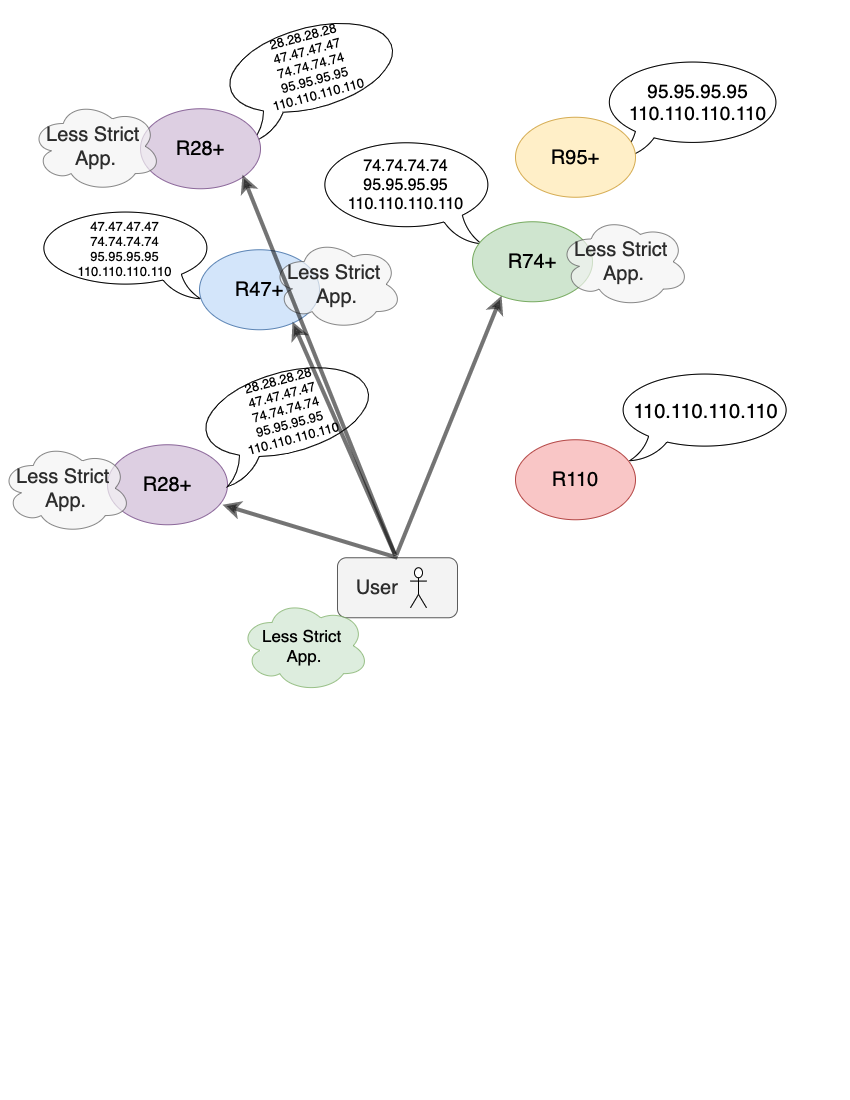 28.28.28.28
47.47.47.47
74.74.74.74
95.95.95.95
110.110.110.110
Less Strict
App.
R28+
95.95.95.95
110.110.110.110
R95+
74.74.74.74
95.95.95.95
110.110.110.110
47.47.47.47
74.74.74.74
95.95.95.95
110.110.110.110
R47+
Less Strict
App.
R74+
Less Strict
App.
28.28.28.28
47.47.47.47
74.74.74.74
95.95.95.95
110.110.110.110
110.110.110.110
Less Strict
App.
R28+
R110
User
Less Strict
App.